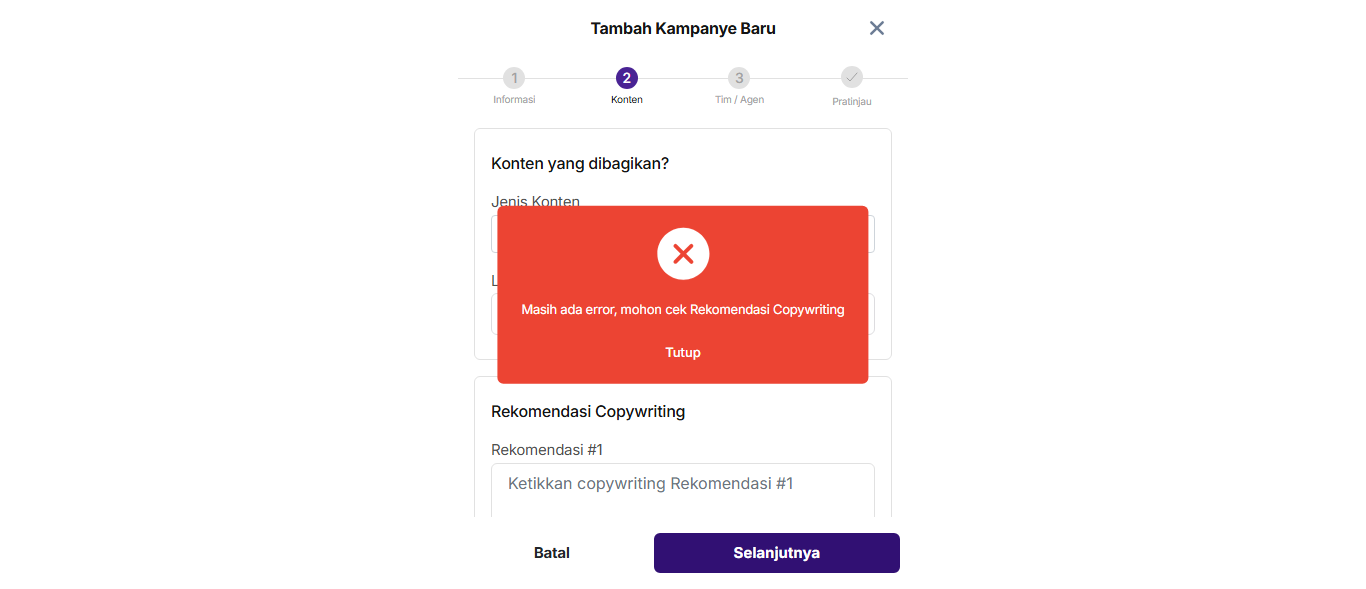 Tambah Kampanye Baru
1
2
3
Informasi
Konten
Tim / Agen
Pratinjau
Konten yang dibagikan?
Jenis Konten
Masih ada error, mohon cek Rekomendasi Copywriting
Tutup
Rekomendasi Copywriting
Rekomendasi #1
Ketikkan copywriting Rekomendasi #1
Batal
Selanjutnya